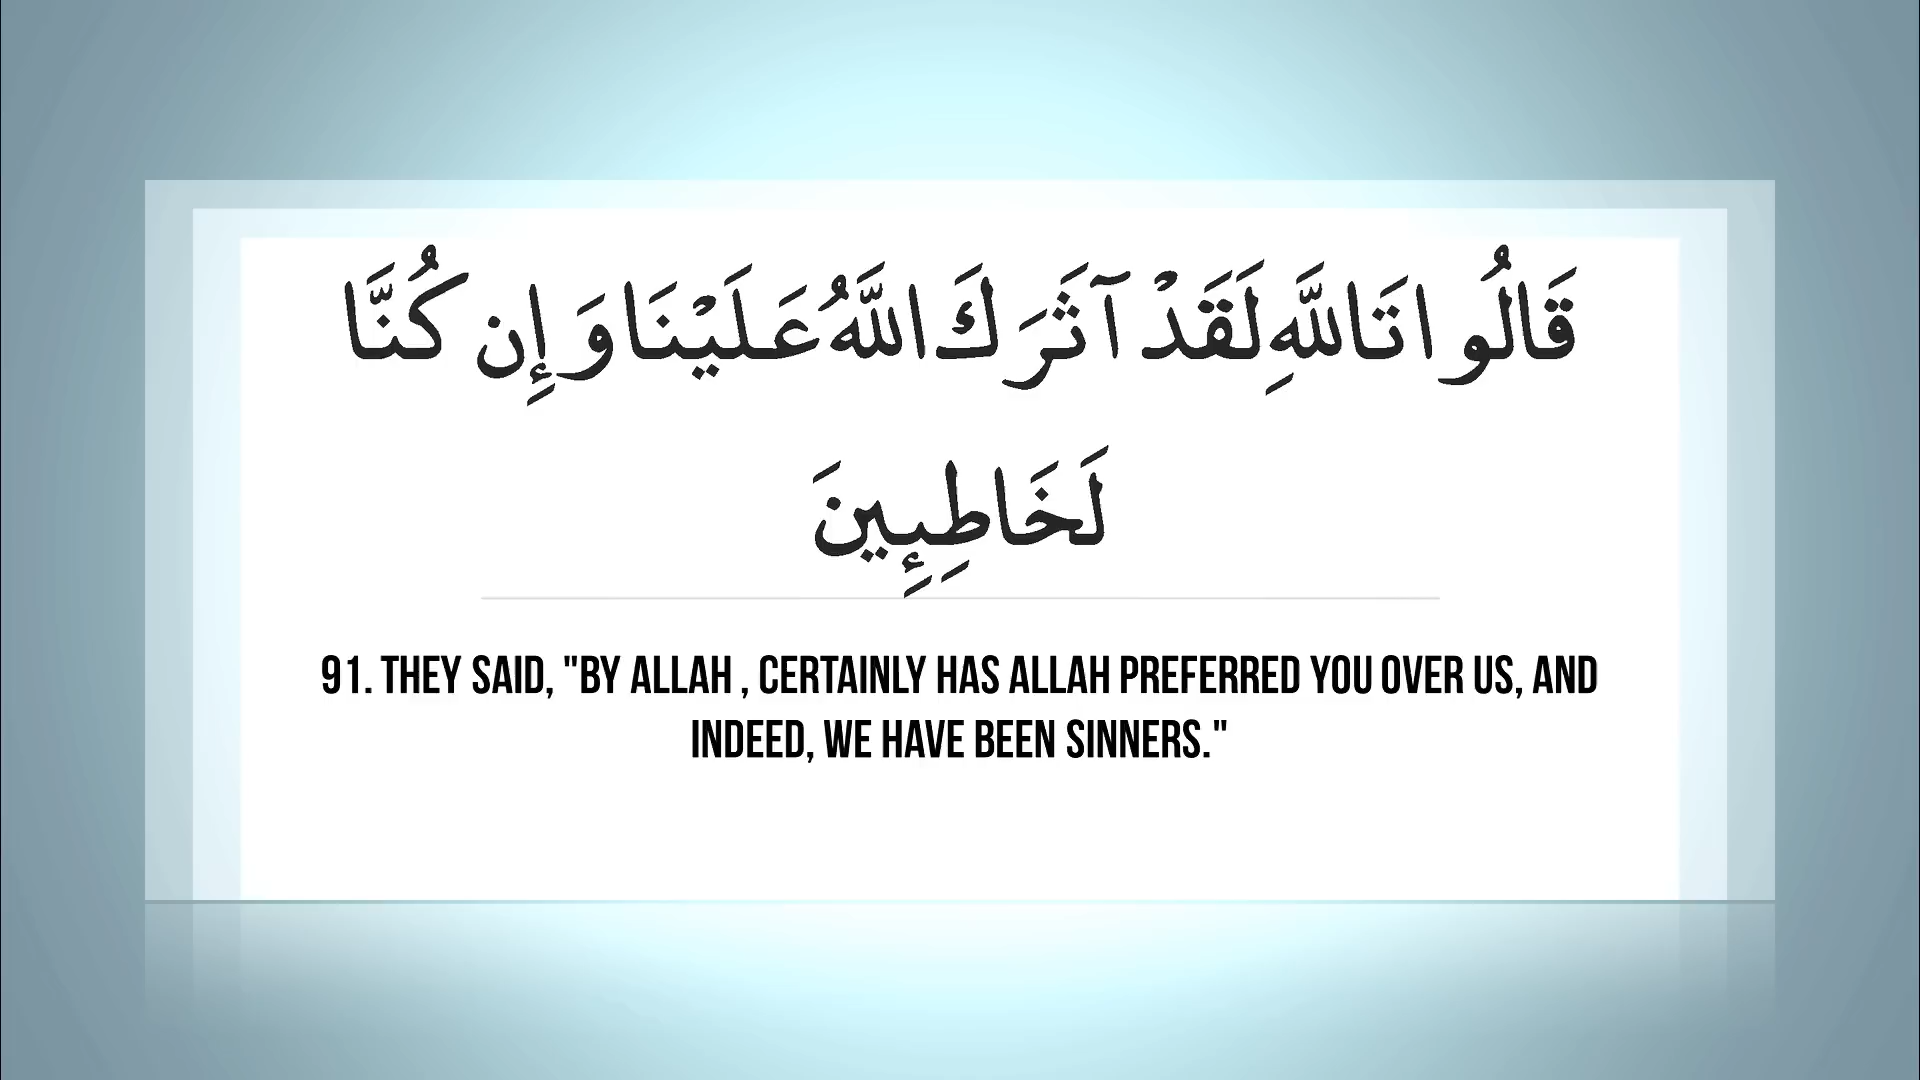 قَالُوا تَاللَّهِ لَقَدْ آثَرَكَ اللَّهُ عَلَيْنَا وَإِن كُنَّا
لَخَاطِئِينَ
91. THEY SAID, "BY ALLAH , CERTAINLY HAS ALLAH PREFERRED YOU OVER US, AND
INDEED, WE HAVE BEEN SINNERS."